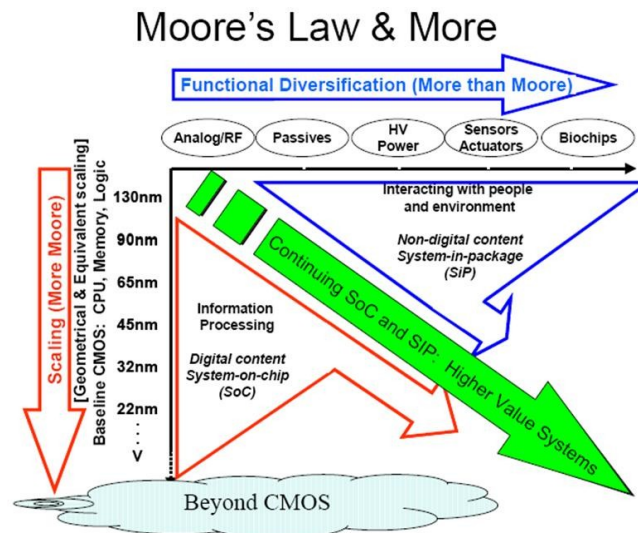 Moore's Law & More
Functional Diversification (More than Moore)
Analog/RF
Passives
HV
Power
Sensors
Actuators
Biochips
Scaling (More Moore)
[Geometrical & Equivalent scaling]
Baseline CMOS: CPU, Memory, Logic
130nm
90nm
65nm
45nm
32nm
22nm
.
.
.
V
Interacting with people
and environment
Non-digital content
System-in-package
(SiP)
Continuing SoC and SIP: Higher Value Systems
Information
Processing
Digital content
System-on-chip
(SoC)
Beyond CMOS